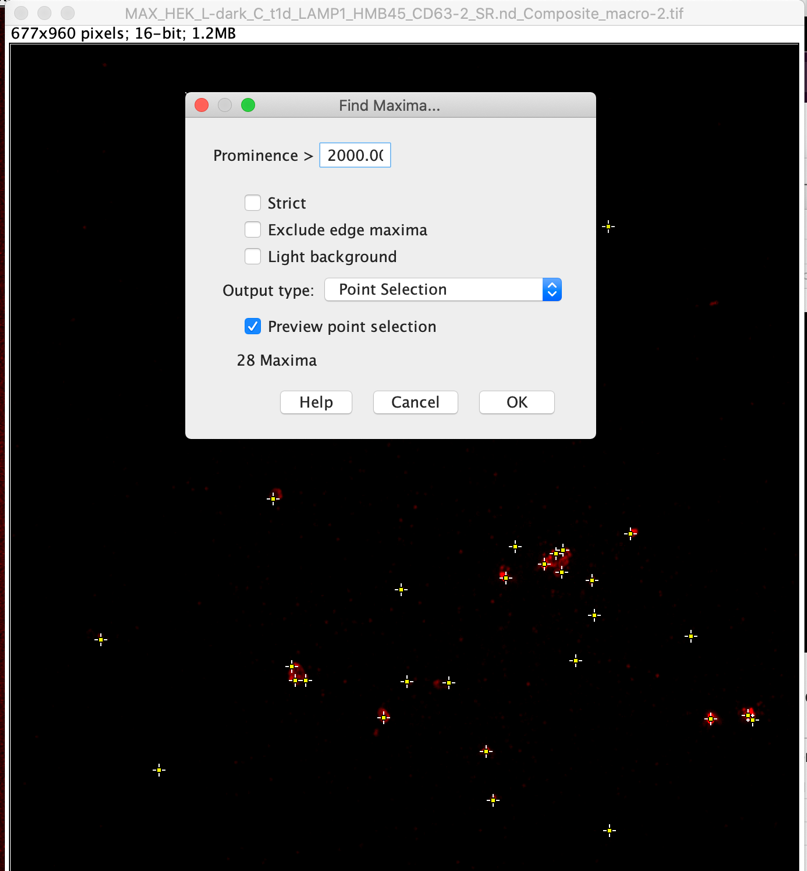 MAX_HEK_L-dark_C_t1d_LAMP1_HMB45_CD63-2_SR.nd_Composite_macro-2.tif
677x960 pixels; 16-bit; 1.2MB
Find Maxima...
Prominence > 2000.00
Strict
Exclude edge maxima
Light background
Output type: Point Selection
Preview point selection
28 Maxima
Help Cancel OK